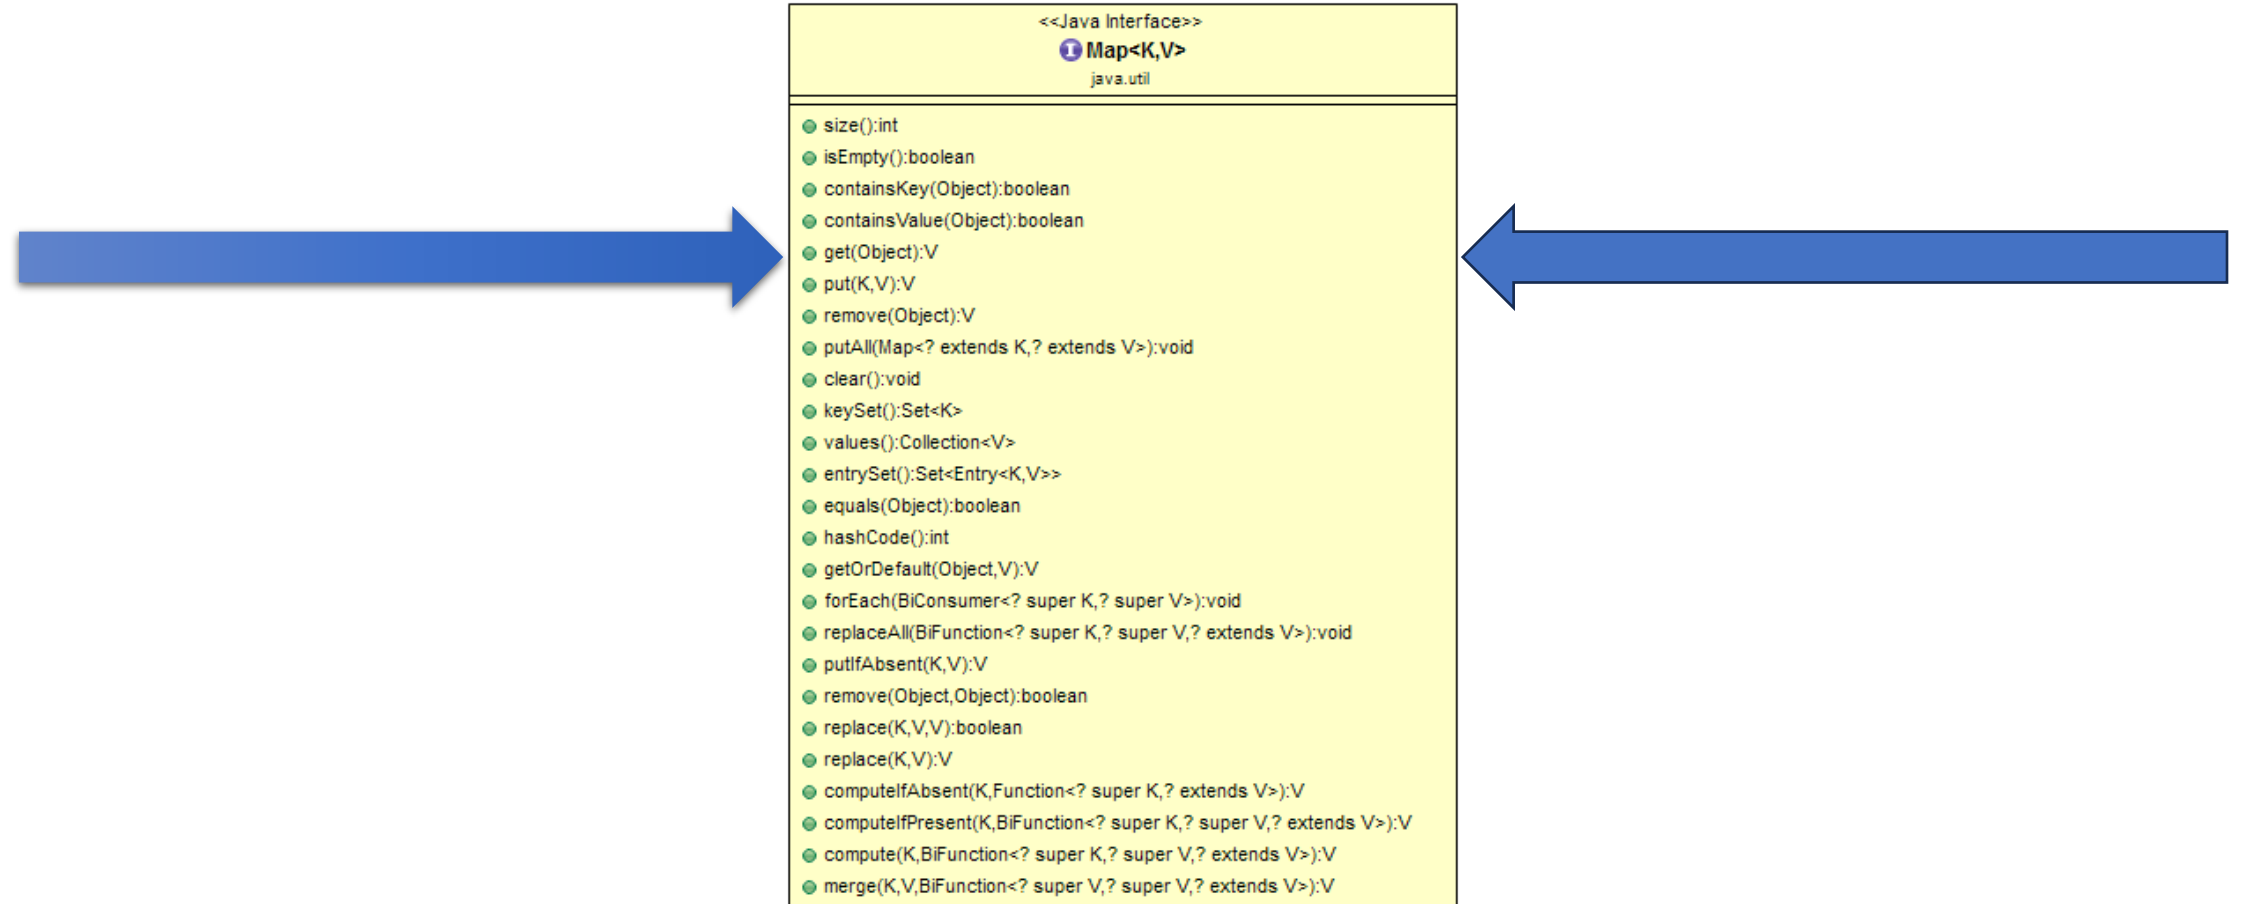 <<Java Interface>>
I Map<K,V>
java.util
size():int
isEmpty():boolean
containsKey(Object):boolean
containsValue(Object):boolean
get(Object):V
put(K,V):V
remove(Object):V
putAll(Map<? extends K,? extends V>):void
clear():void
keySet():Set<K>
values():Collection<V>
entrySet():Set<Entry<K,V>>
equals(Object):boolean
hashCode():int
getOrDefault(Object,V):V
forEach(BiConsumer<? super K,? super V>):void
replaceAll(BiFunction<? super K,? super V,? extends V>):void
putIfAbsent(K,V):V
remove(Object,Object):boolean
replace(K,V,V):boolean
replace(K,V):V
computeIfAbsent(K,Function<? super K,? extends V>):V
computeIfPresent(K,BiFunction<? super K,? super V,? extends V>):V
compute(K,BiFunction<? super K,? super V,? extends V>):V
merge(K,V,BiFunction<? super V,? super V,? extends V>):V